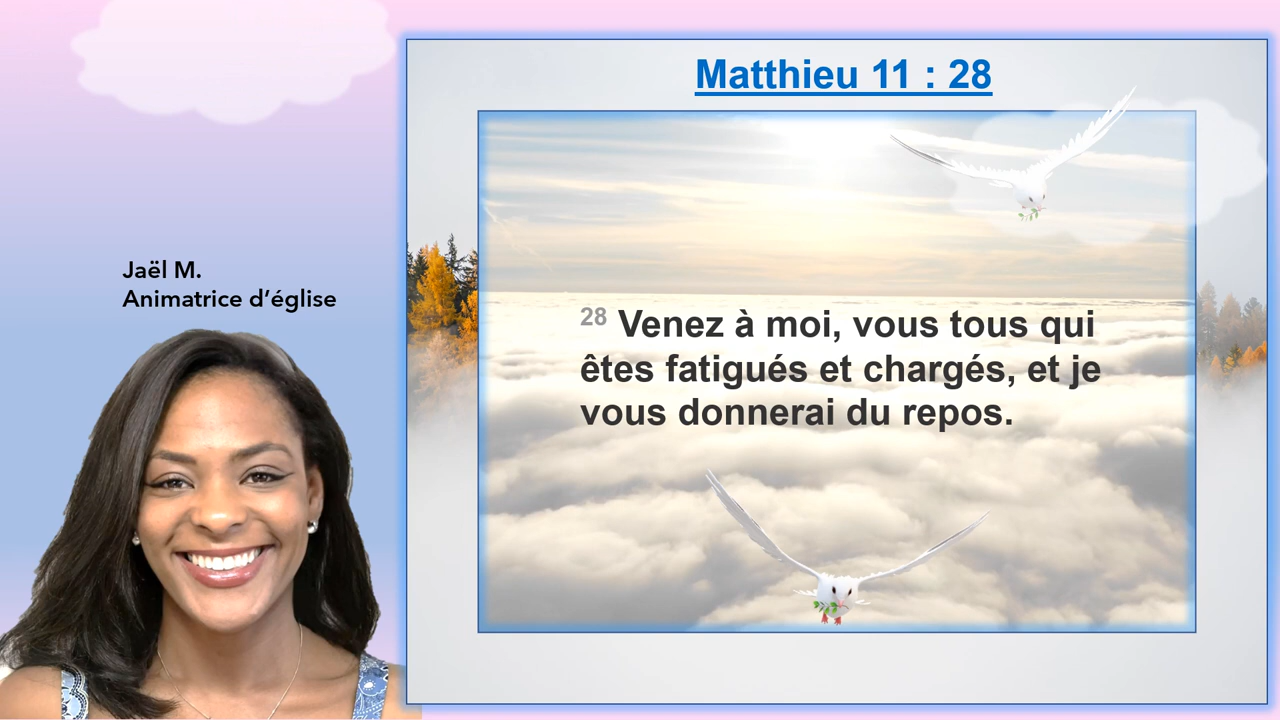 Matthieu 11 : 28
Jaël M.
Animatrice d’église
28 Venez à moi, vous tous qui
êtes fatigués et chargés, et je
vous donnerai du repos.